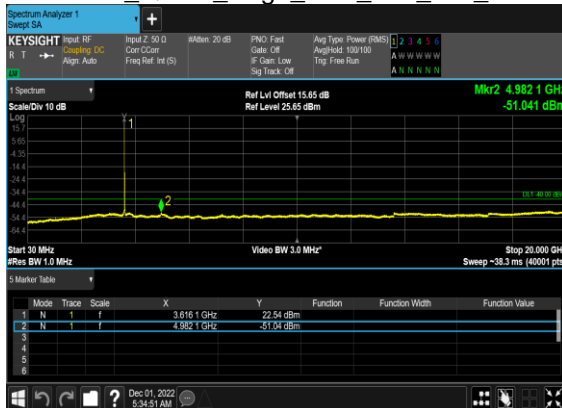 Spectrum Analyzer 1
Swept SA
+
KEYSIGHT Input: RF Input Z: 50 Ω #Atten: 20 dB PNO: Fast Avg Type: Power (RMS) 1 2 3 4 5 6
R T Coupling: DC Corr CCorr Gate: Off Avg|Hold: 100/100 A W W W W W
Align: Auto Freq Ref: Int (S) IF Gain: Low Trig: Free Run
Sig Track: Off A N N N N N
1 Spectrum Ref Lvl Offset 15.65 dB Mkr2 4.982 1 GHz
Scale/Div 10 dB Ref Level 25.65 dBm -51.041 dBm
Log
15.7
5.65
-4.35
-14.4
-24.4
-34.4
-44.4
-54.4
-64.4
1
2
Start 30 MHz Video BW 3.0 MHz* Stop 20.000 GH
#Res BW 1.0 MHz Sweep ~38.3 ms (40001 pts
5 Marker Table
Mode Trace Scale X Y Function Function Width Function Value
1 N 1 f 3.616 1 GHz 22.54 dBm
2 N 1 f 4.982 1 GHz -51.04 dBm
3
4
5
6
? Dec 01, 2022
5:34:51 AM